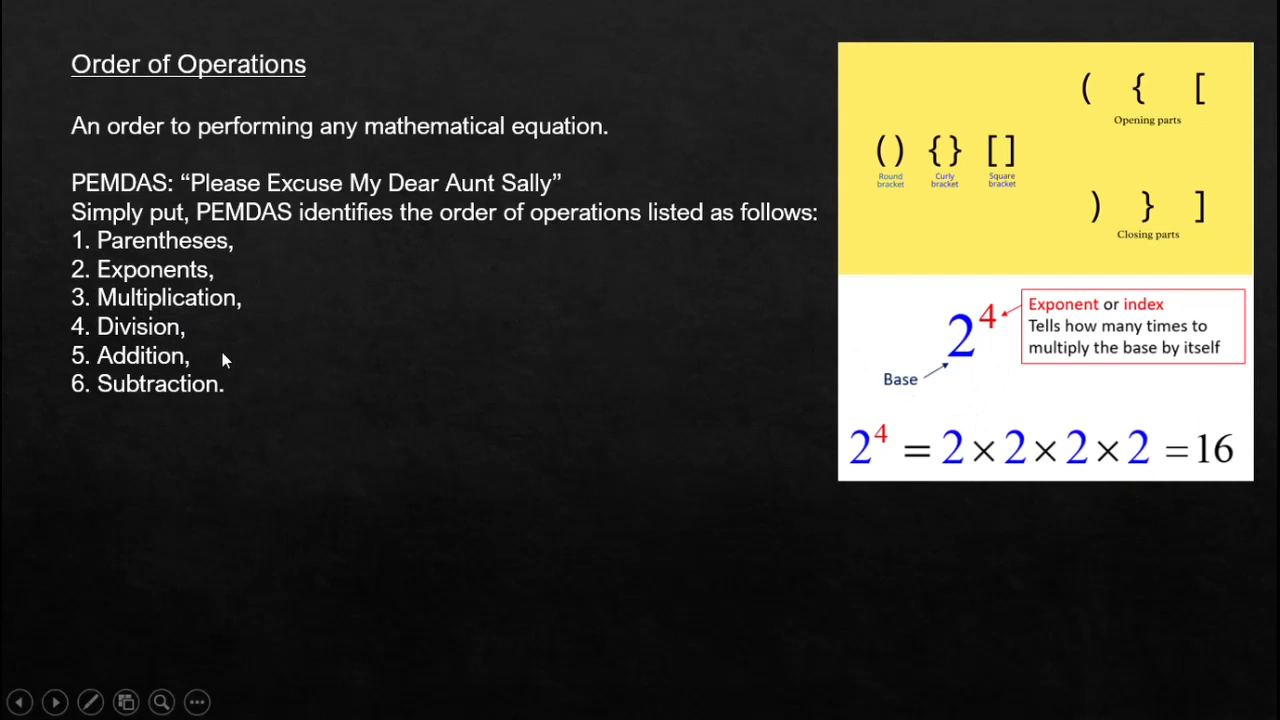 Order of Operations
An order to performing any mathematical equation.
PEMDAS: “Please Excuse My Dear Aunt Sally”
Simply put, PEMDAS identifies the order of operations listed as follows:
1. Parentheses,
2. Exponents,
3. Multiplication,
4. Division,
5. Addition,
6. Subtraction.
( { [
Opening parts
() {} []
Round bracket Curly bracket Square bracket
) } ]
Closing parts
2⁴
Exponent or index
Tells how many times to
multiply the base by itself
Base
2⁴ = 2 × 2 × 2 × 2 = 16